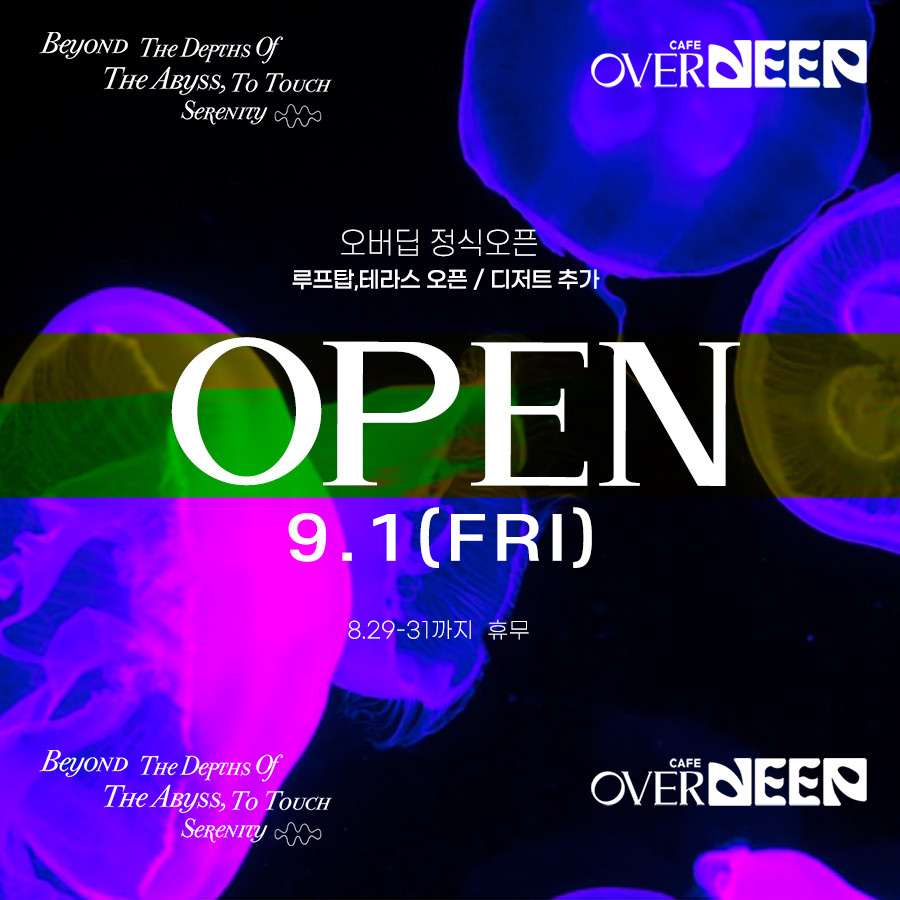 Beyond The Depths Of
The Abyss, To Touch
Serenity
CAFE
OVERDEEP
오버딥 정식오픈
루프탑,테라스 오픈 / 디저트 추가
OPEN
9.1(FRI)
8.29-31까지 휴무
Beyond The Depths Of
The Abyss, To Touch
Serenity
CAFE
OVERDEEP